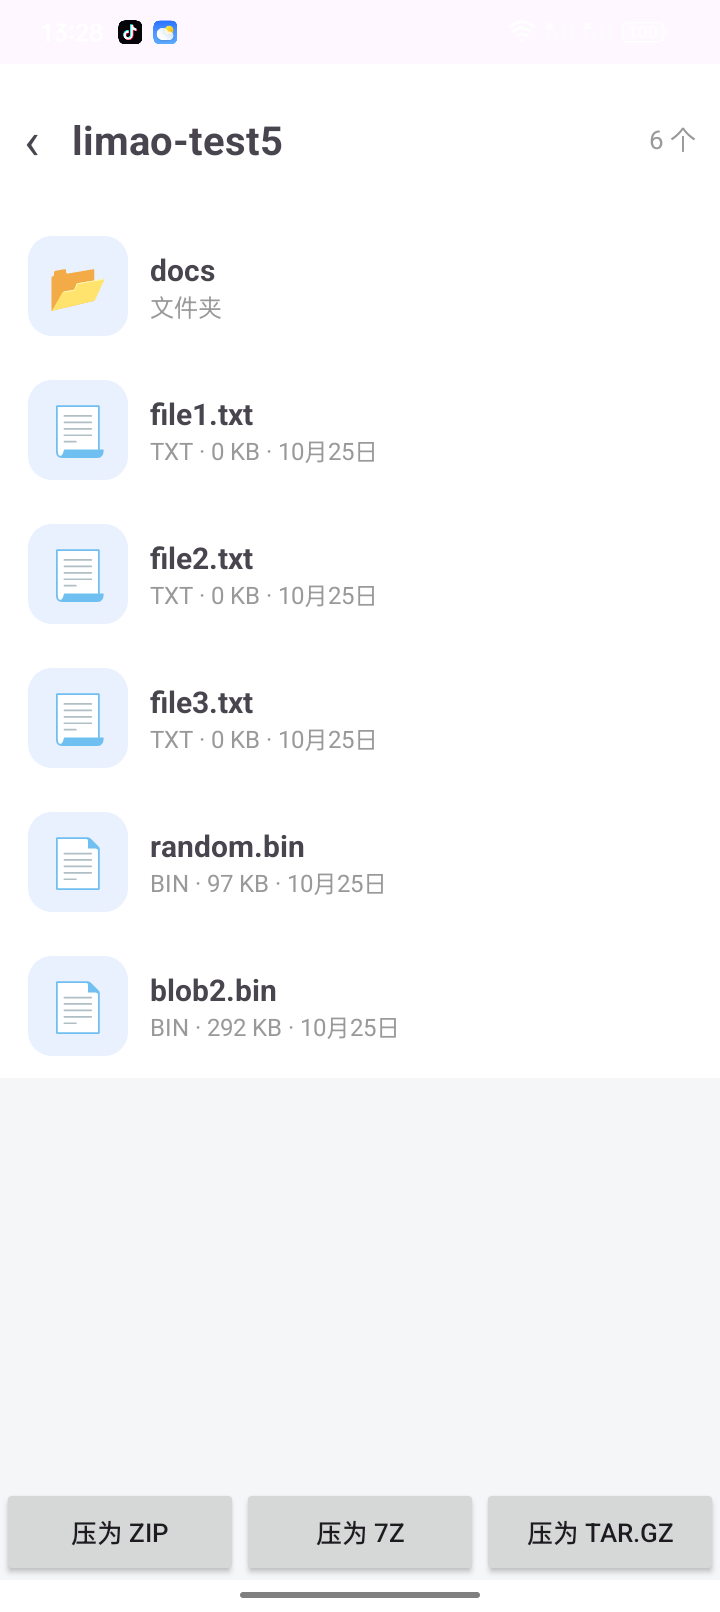 13:28
‹ limao-test5
6 个
docs
文件夹
file1.txt
TXT · 0 KB · 10月25日
file2.txt
TXT · 0 KB · 10月25日
file3.txt
TXT · 0 KB · 10月25日
random.bin
BIN · 97 KB · 10月25日
blob2.bin
BIN · 292 KB · 10月25日
压为 ZIP
压为 7Z
压为 TAR.GZ